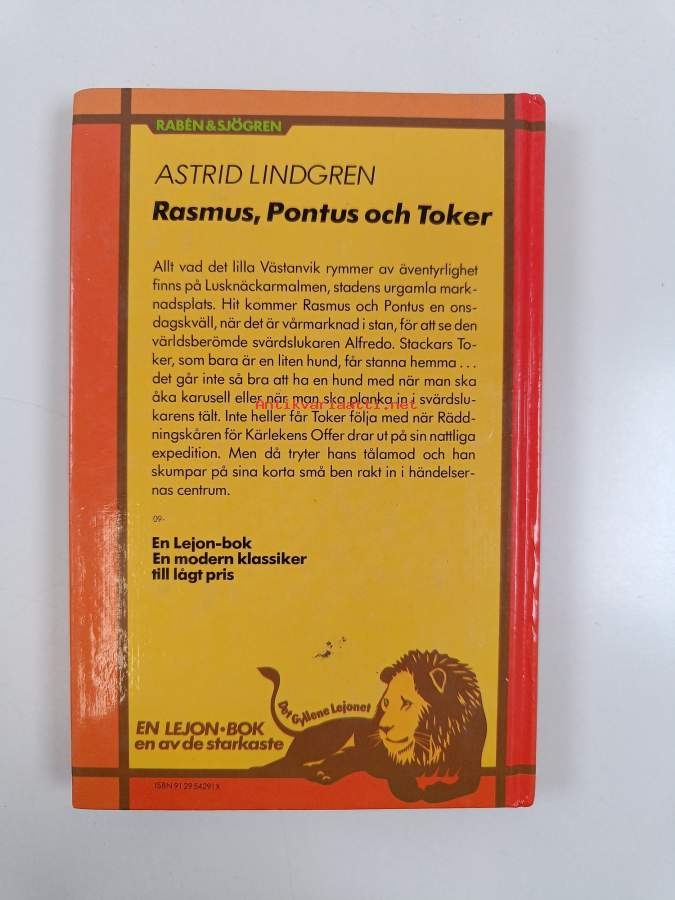 RABÉN & SJÖGREN
ASTRID LINDGREN
Rasmus, Pontus och Toker
Allt vad det lilla Västanvik rymmer av äventyrlighet
finns på Lusknäckarmalmen, stadens urgamla mark-
nadsplats. Hit kommer Rasmus och Pontus en ons-
dagskväll, när det är vårmarknad i stan, för att se den
världsberömde svärdslukaren Alfredo. Stackars To-
ker, som bara är en liten hund, får stanna hemma . . .
det går inte så bra att ha en hund med när man ska
åka karusell eller när man ska planka in i svärdslu-
Antikvariaatti.net
karens tält. Inte heller får Toker följa med när Rädd-
ningskåren för Kärlekens Offer drar ut på sin nattliga
expedition. Men då tryter hans tålamod och han
skumpar på sina korta små ben rakt in i händelser-
nas centrum.
09-
En Lejon-bok
En modern klassiker
till lågt pris
Det Gyllene Lejonet
EN LEJON•BOK
en av de starkaste
ISBN 91 29 54291 X